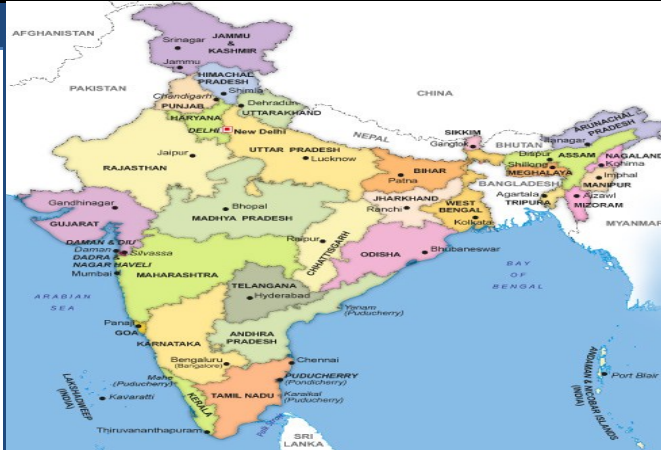 AFGHANISTAN
JAMMU
&
KASHMIR
Srinagar
Jammu
HIMACHAL
PRADESH
Shimla
PAKISTAN
CHINA
Chandigarh
PUNJAB
Dehradun
UTTARAKHAND
HARYANA
DELHI
New Delhi
ARUNACHAL
PRADESH
SIKKIM
NEPAL
Gangtok
BHUTAN
Itanagar
Jaipur
UTTAR PRADESH
Lucknow
RAJASTHAN
Dispur
ASSAM
NAGALAND
BIHAR
Patna
Shillong
MEGHALAYA
Kohima
BANGLADESH
Imphal
MANIPUR
Gandhinagar
Bhopal
JHARKHAND
Ranchi
WEST
BENGAL
Agartala
TRIPURA
Aizawl
MIZORAM
GUJARAT
MADHYA PRADESH
Kolkata
MYANMAR
DAMAN & DIU
Daman
Silvassa
DADRA &
NAGAR HAVELI
Raipur
CHHATTISGARH
ODISHA
Bhubaneswar
Mumbai
MAHARASHTRA
BAY
OF
BENGAL
TELANGANA
Hyderabad
ARABIAN
SEA
Yanam
(Puducherry)
Panaji
GOA
KARNATAKA
ANDHRA
PRADESH
Bengaluru
(Bangalore)
Chennai
Mahe
(Puducherry)
PUDUCHERRY
(Pondicherry)
LAKSHADWEEP
(INDIA)
Kavaratti
KERALA
TAMIL NADU
Karaikal
(Puducherry)
ANDAMAN & NICOBAR ISLANDS
(INDIA)
Port Blair
Thiruvananthapuram
Palk Strait
SRI
LANKA